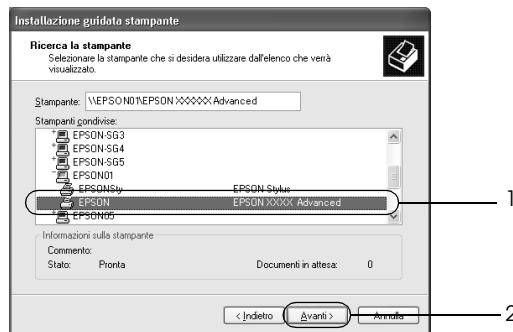 Installazione guidata stampante
Ricerca la stampante
Selezionare la stampante che si desidera utilizzare dall'elenco che verrà
visualizzato.
Stampante: \\EPSON01\EPSON XXXXX Advanced
Stampanti condivise:
EPSON-SG3
EPSON-SG4
EPSON-SG5
EPSON01
EPSONSty EPSON Stylus
EPSON EPSON XXXX Advanced
1
EPSON05
Informazioni sulla stampante
Commento:
Stato: Pronta Documenti in attesa: 0
< Indietro Avanti > Annulla
2